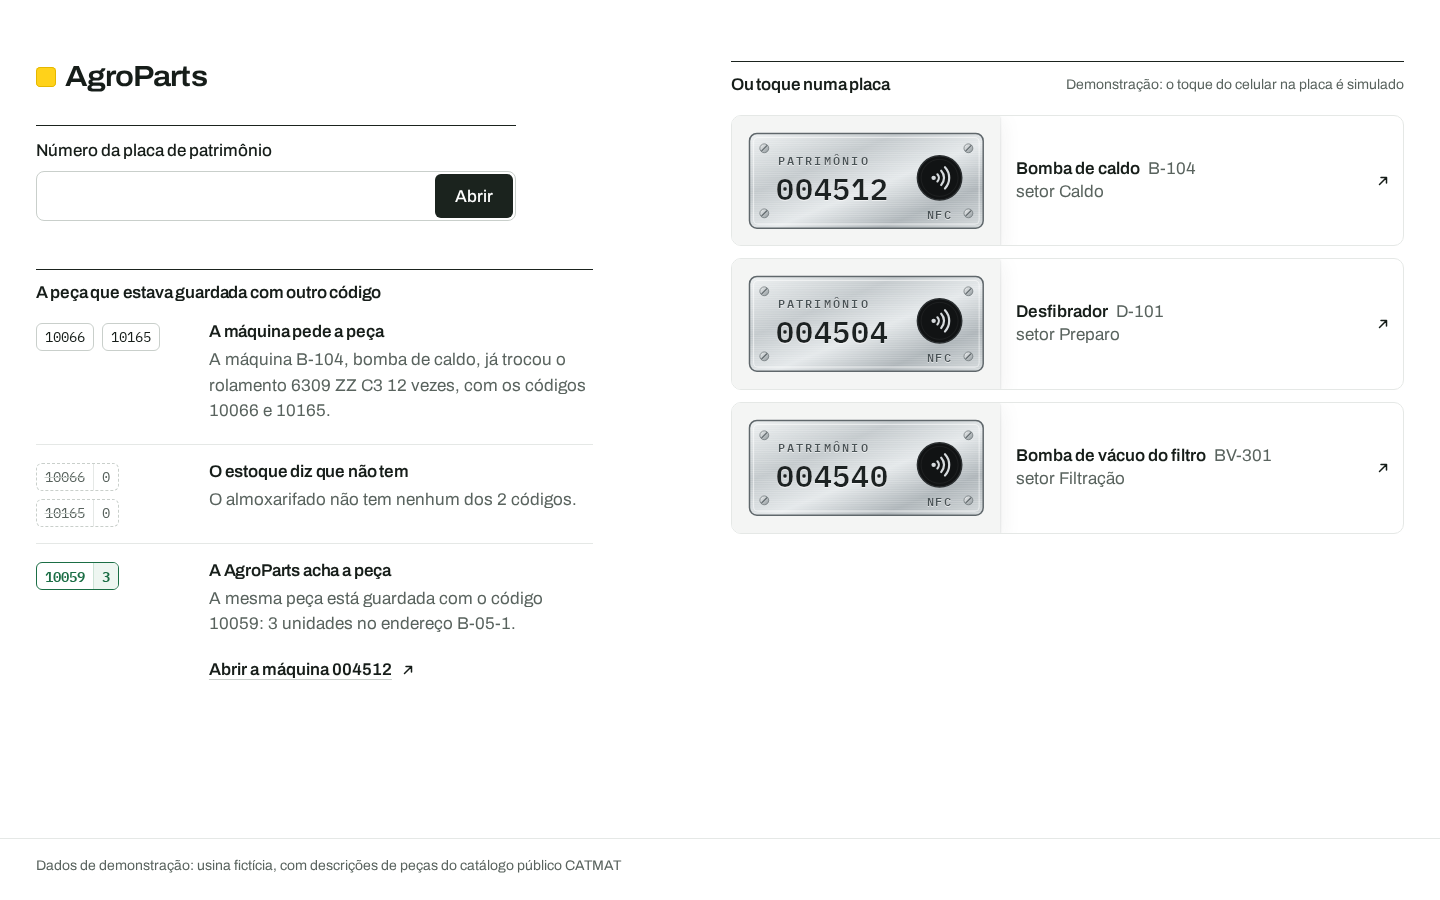 AgroParts
Número da placa de patrimônio
Abrir
A peça que estava guardada com outro código
10066 10165
A máquina pede a peça
A máquina B-104, bomba de caldo, já trocou o
rolamento 6309 ZZ C3 12 vezes, com os códigos
10066 e 10165.
10066 0
10165 0
O estoque diz que não tem
O almoxarifado não tem nenhum dos 2 códigos.
10059 3
A AgroParts acha a peça
A mesma peça está guardada com o código
10059: 3 unidades no endereço B-05-1.
Abrir a máquina 004512
Ou toque numa placa
Demonstração: o toque do celular na placa é simulado
PATRIMÔNIO
004512
NFC
Bomba de caldo B-104
setor Caldo
PATRIMÔNIO
004504
NFC
Desfibrador D-101
setor Preparo
PATRIMÔNIO
004540
NFC
Bomba de vácuo do filtro BV-301
setor Filtração
Dados de demonstração: usina fictícia, com descrições de peças do catálogo público CATMAT